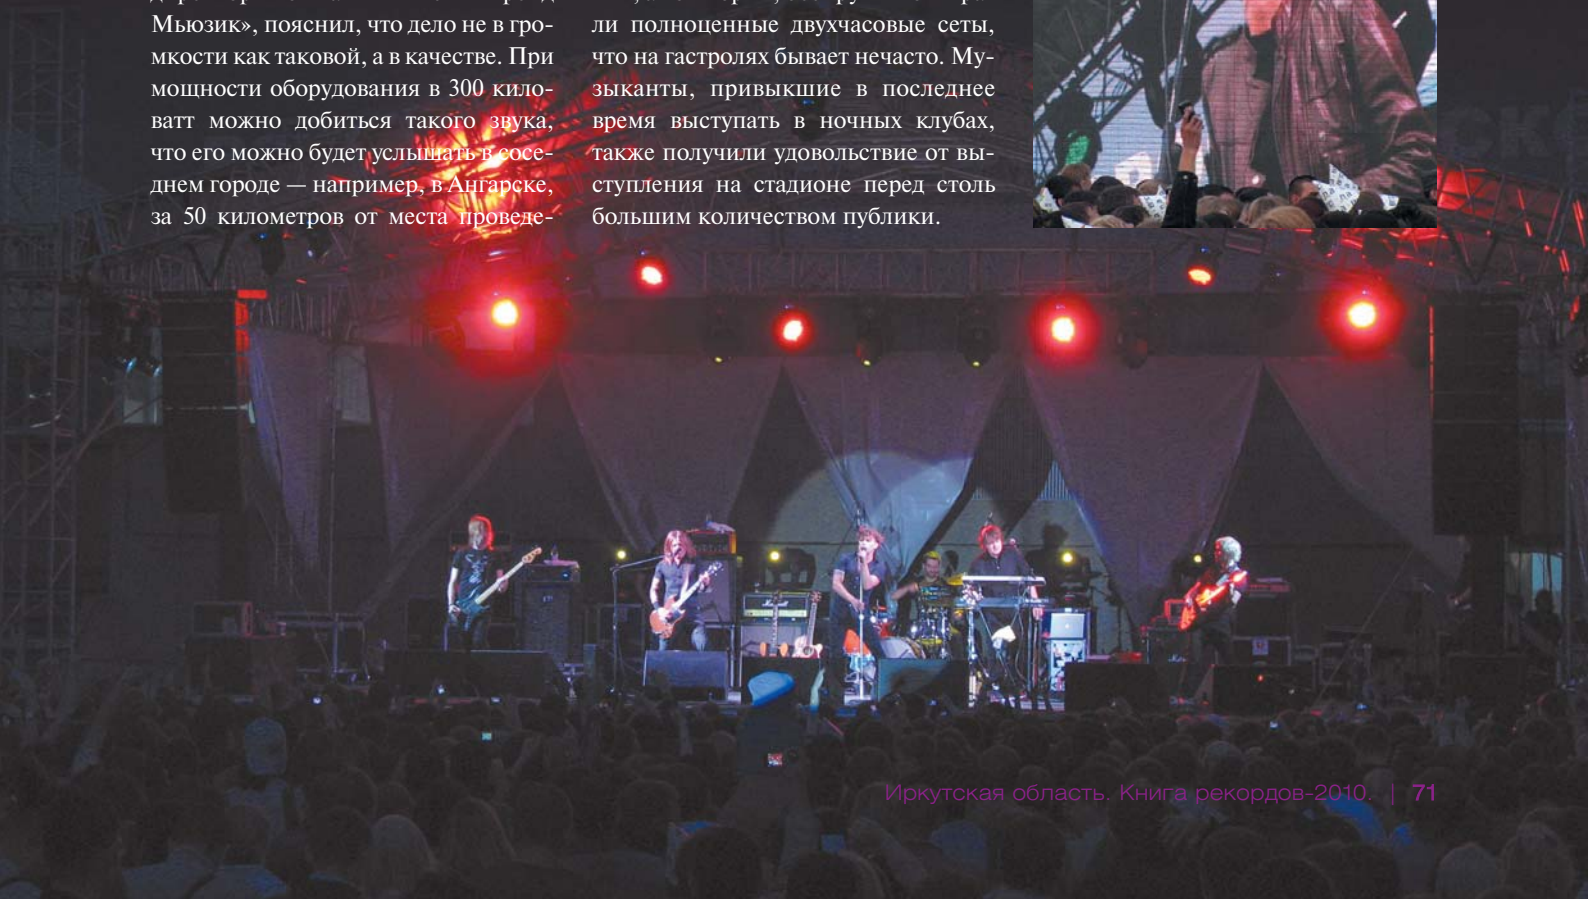 Мьюзик», пояснил, что дело не в гро-
мкости как таковой, а в качестве. При
мощности оборудования в 300 кило-
ватт можно добиться такого звука,
что его можно будет услышать в сосе-
днем городе — например, в Ангарске,
за 50 километров от места проведе-
ли полноценные двухчасовые сеты,
что на гастролях бывает нечасто. Му-
зыканты, привыкшие в последнее
время выступать в ночных клубах,
также получили удовольствие от вы-
ступления на стадионе перед столь
большим количеством публики.
Иркутская область. Книга рекордов-2010. | 71